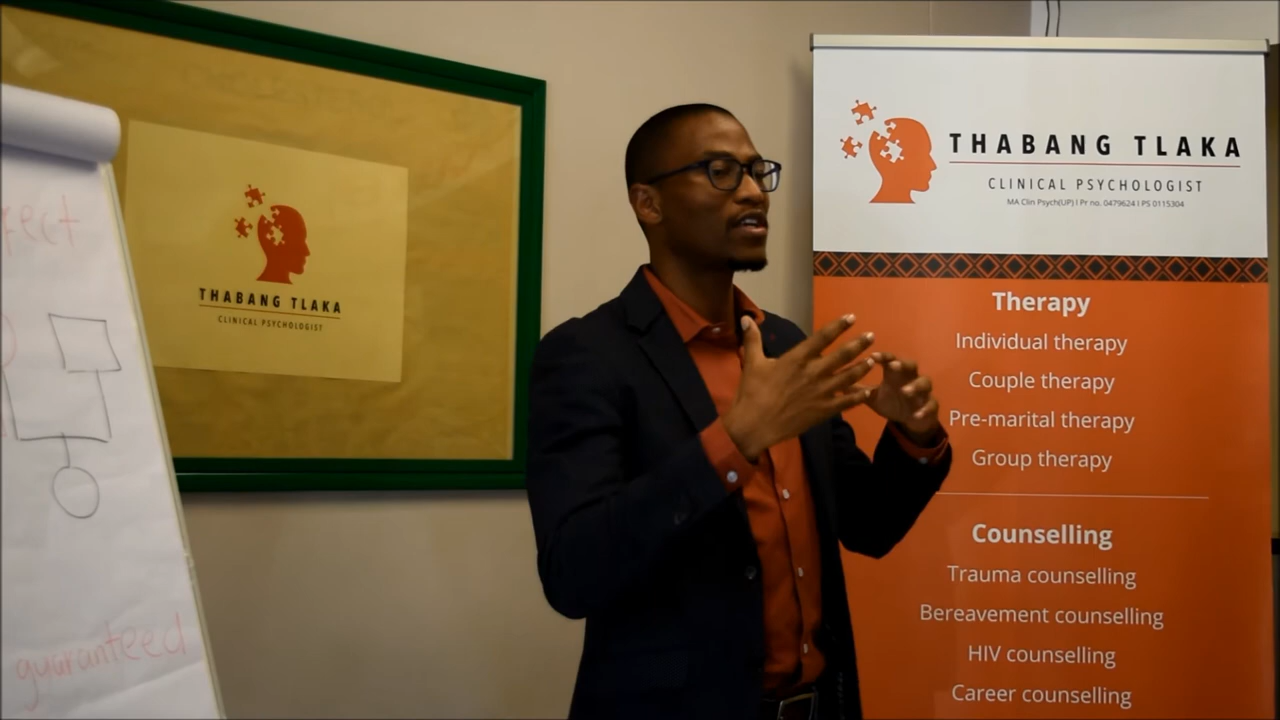 guaranteed
THABANG TLAKA
CLINICAL PSYCHOLOGIST
THABANG TLAKA
CLINICAL PSYCHOLOGIST
MA Clin Psych(UP) I Pr no. 0479624 I PS 0115304
Therapy
Individual therapy
Couple therapy
Pre-marital therapy
Group therapy
Counselling
Trauma counselling
Bereavement counselling
HIV counselling
Career counselling